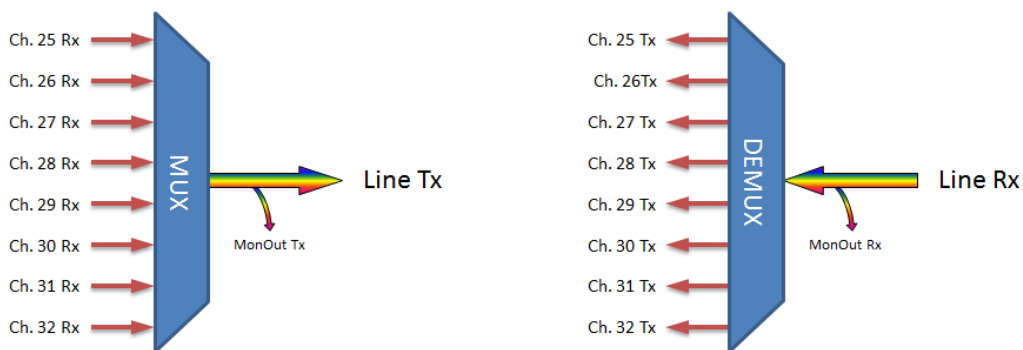 Ch. 25 Rx
Ch. 26 Rx
Ch. 27 Rx
Ch. 28 Rx
Ch. 29 Rx
Ch. 30 Rx
Ch. 31 Rx
Ch. 32 Rx
MUX
Line Tx
MonOut Tx
Ch. 25 Tx
Ch. 26Tx
Ch. 27 Tx
Ch. 28 Tx
Ch. 29 Tx
Ch. 30 Tx
Ch. 31 Tx
Ch. 32 Tx
DEMUX
Line Rx
MonOut Rx